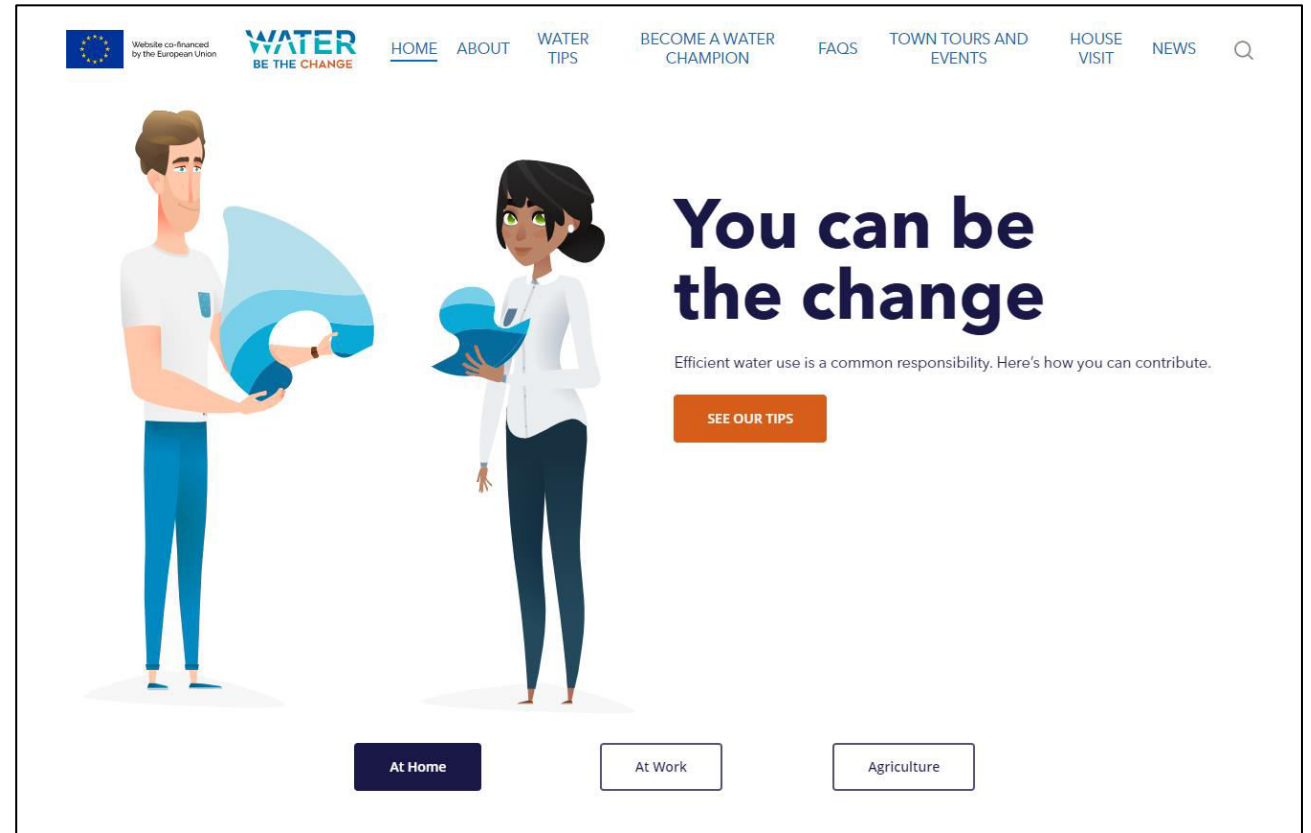 Website co-financed
by the European Union
WATER
BE THE CHANGE
HOME
ABOUT
WATER
TIPS
BECOME A WATER
CHAMPION
FAQS
TOWN TOURS AND
EVENTS
HOUSE
VISIT
NEWS
You can be
the change
Efficient water use is a common responsibility. Here's how you can contribute.
SEE OUR TIPS
At Home
At Work
Agriculture